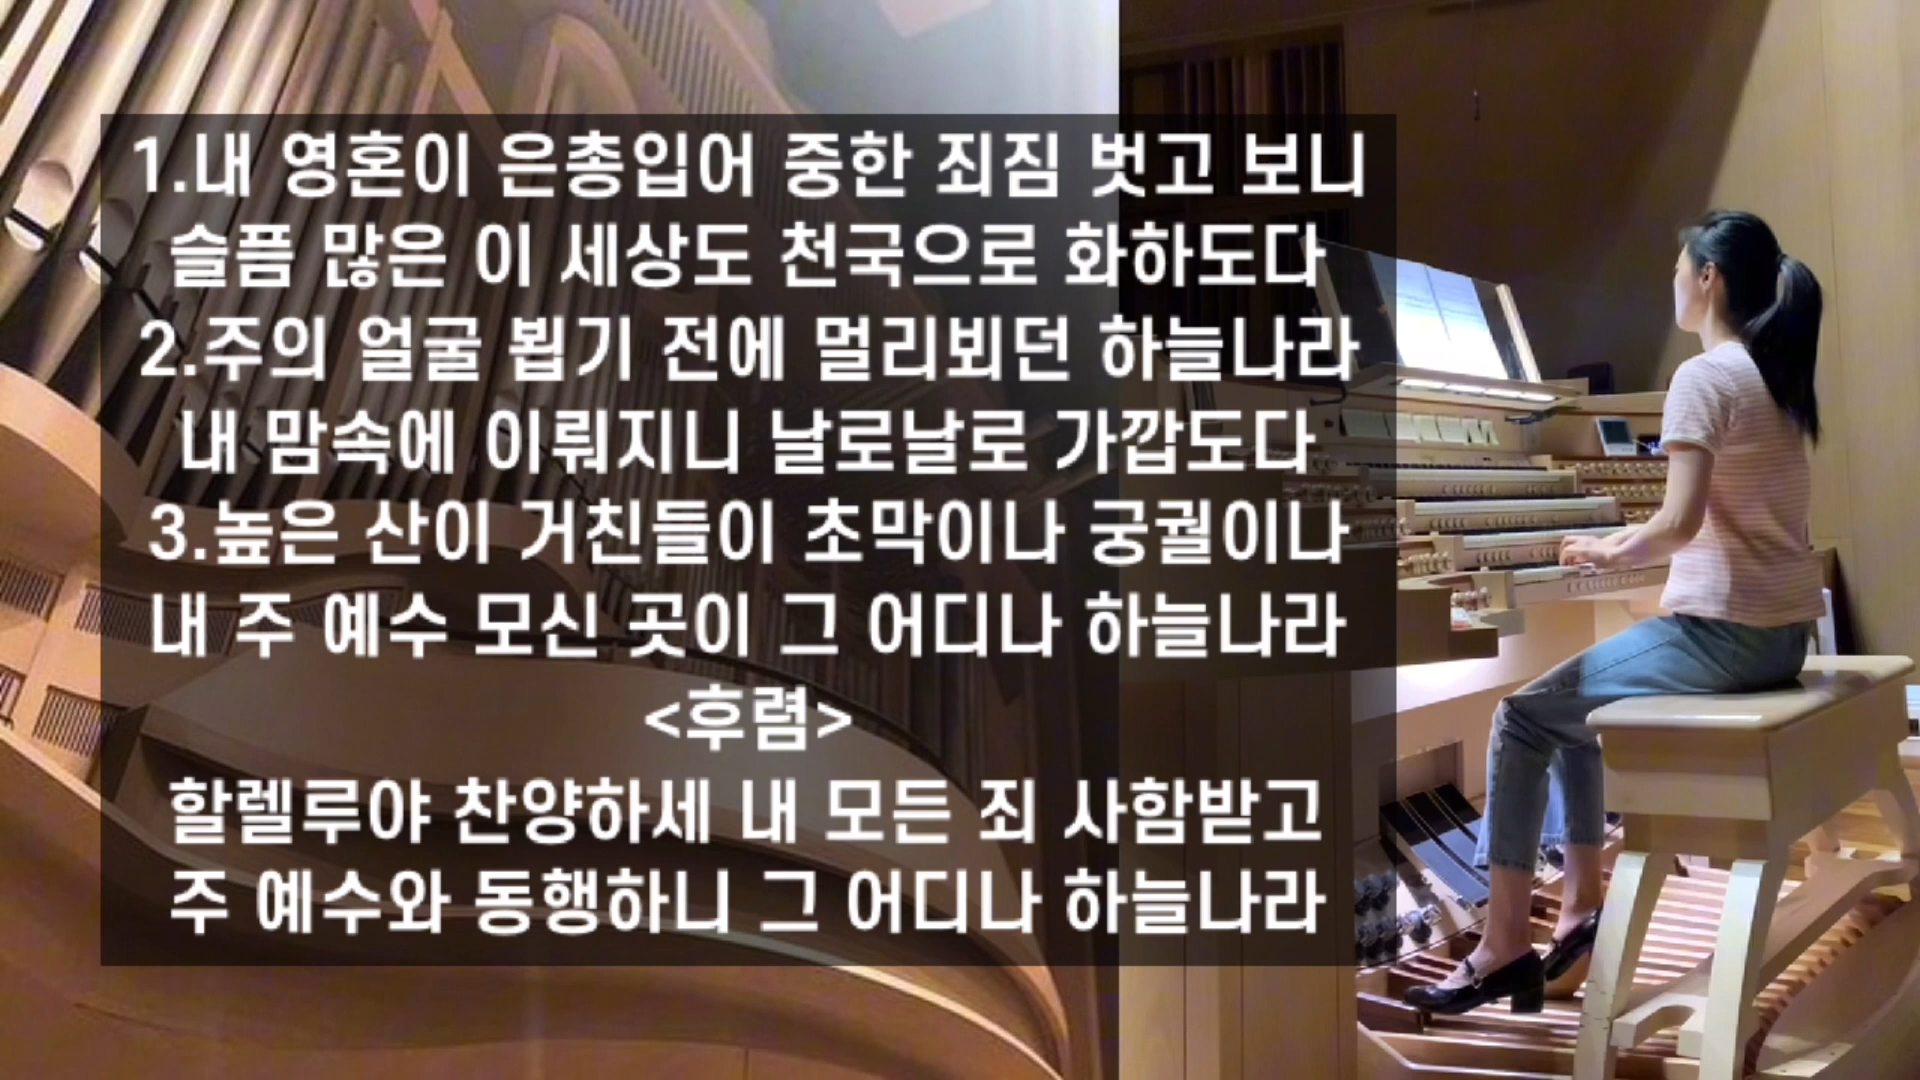 1.내 영혼이 은총입어 중한 죄짐 벗고 보니
슬픔 많은 이 세상도 천국으로 화하도다
2.주의 얼굴 뵙기 전에 멀리뵈던 하늘나라
내 맘속에 이뤄지니 날로날로 가깝도다
3.높은 산이 거친들이 초막이나 궁궐이나
내 주 예수 모신 곳이 그 어디나 하늘나라
<후렴>
할렐루야 찬양하세 내 모든 죄 사함받고
주 예수와 동행하니 그 어디나 하늘나라